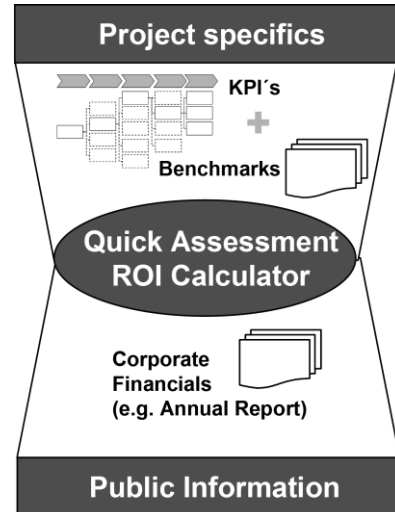 Project specifics
KPI´s
+
Benchmarks
Quick Assessment
ROI Calculator
Corporate
Financials
(e.g. Annual Report)
Public Information